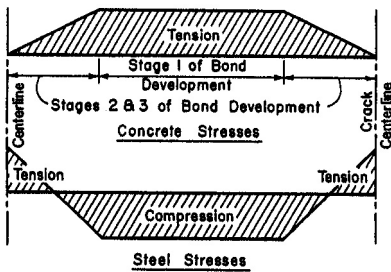 Tension
Stage 1 of Bond
Development
Stages 2 & 3 of Bond Development
Centerline
Concrete Stresses
Crack
Centerline
Tension
Tension
Compression
Steel Stresses